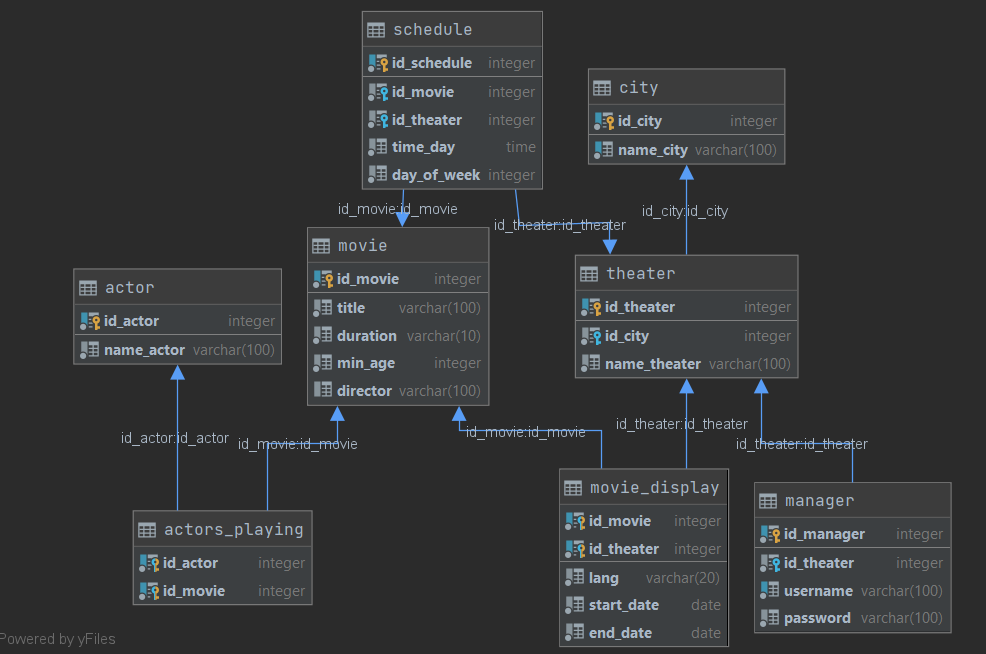 schedule
id_schedule integer
id_movie integer
id_theater integer
time_day time
day_of_week integer
city
id_city integer
name_city varchar(100)
id_movie:id_movie
id_theater:id_theater
id_city:id_city
movie
id_movie integer
title varchar(100)
duration varchar(10)
min_age integer
director varchar(100)
theater
id_theater integer
id_city integer
name_theater varchar(100)
actor
id_actor integer
name_actor varchar(100)
id_actor:id_actor
id_movie:id_movie
id_movie:id_movie
id_theater:id_theater
id_theater:id_theater
actors_playing
id_actor integer
id_movie integer
movie_display
id_movie integer
id_theater integer
lang varchar(20)
start_date date
end_date date
manager
id_manager integer
id_theater integer
username varchar(100)
password varchar(100)
Powered by yFiles